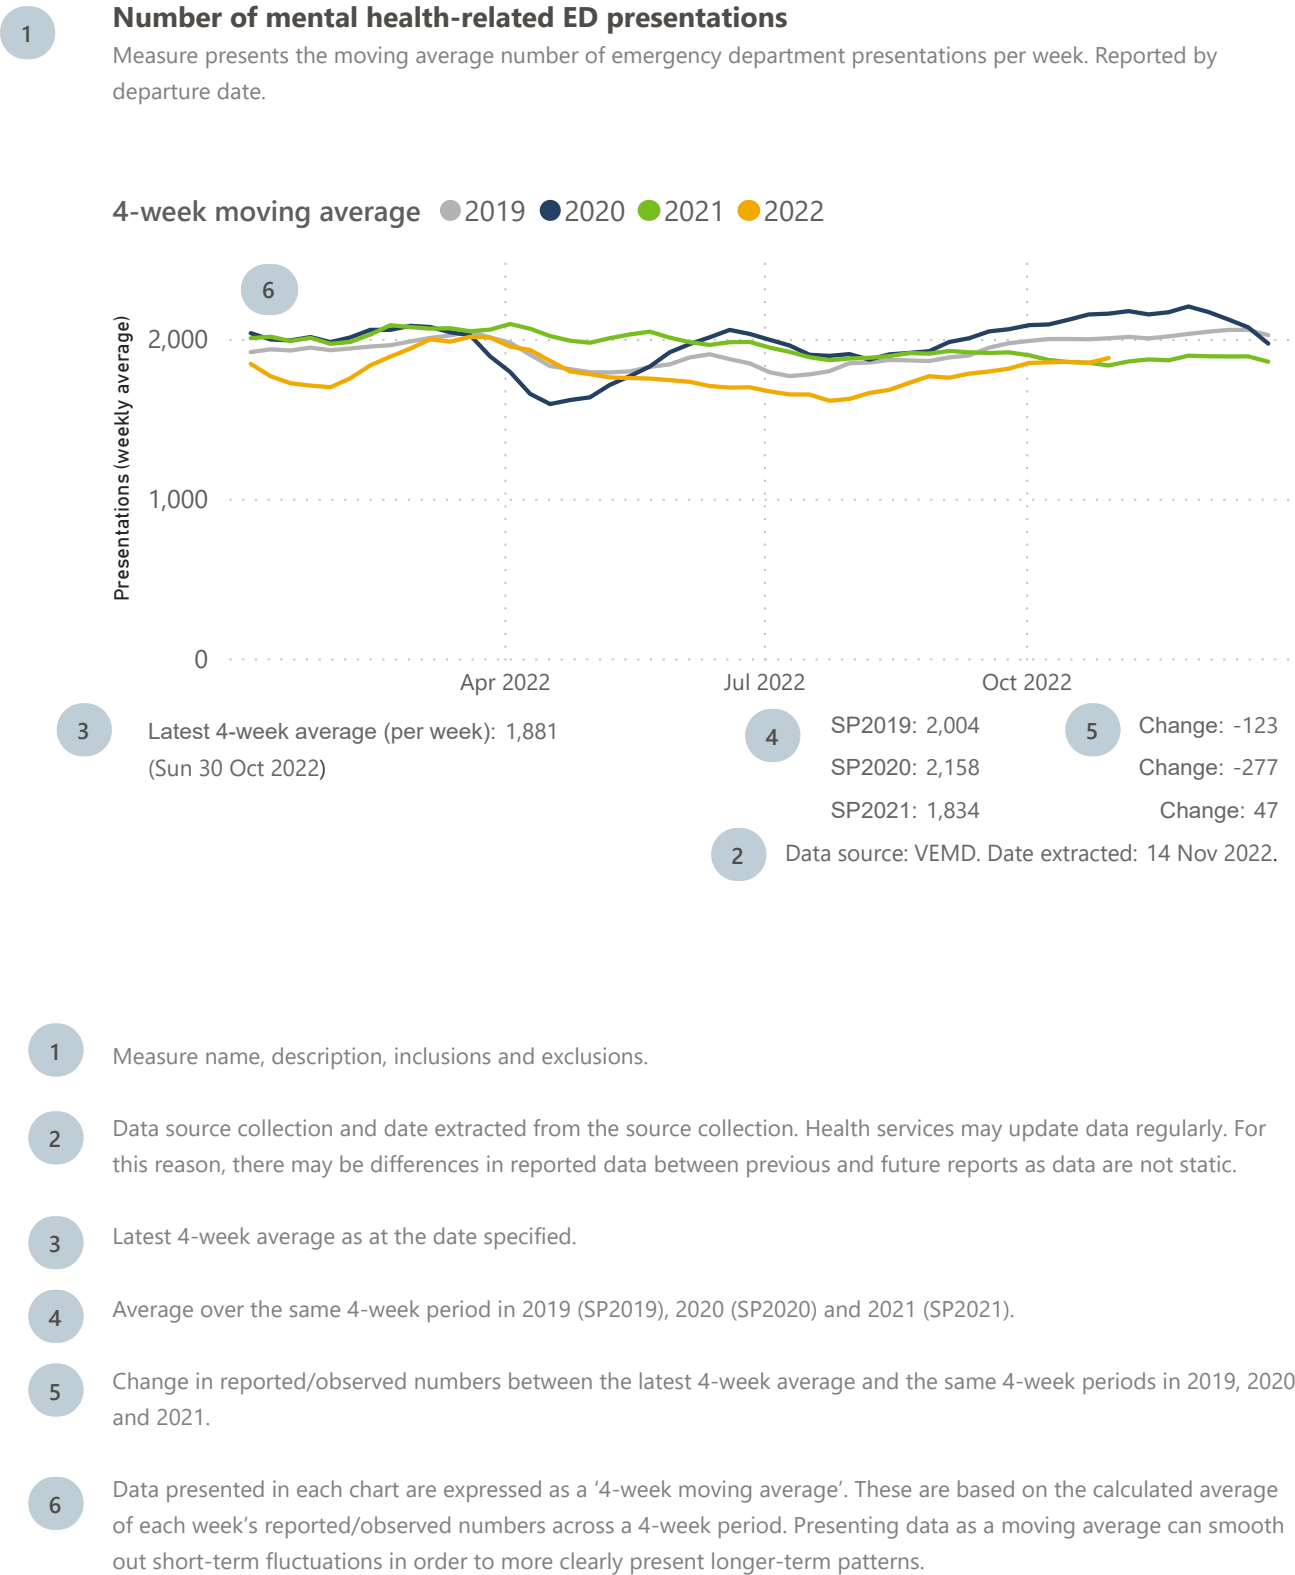 1
Number of mental health-related ED presentations
Measure presents the moving average number of emergency department presentations per week. Reported by
departure date.
4-week moving average 2019 2020 2021 2022
6
Presentations (weekly average)
2,000
1,000
0
Apr 2022 Jul 2022 Oct 2022
3 Latest 4-week average (per week): 1,881
(Sun 30 Oct 2022)
4 SP2019: 2,004 5 Change: -123
SP2020: 2,158 Change: -277
SP2021: 1,834 Change: 47
2 Data source: VEMD. Date extracted: 14 Nov 2022.
1 Measure name, description, inclusions and exclusions.
2 Data source collection and date extracted from the source collection. Health services may update data regularly. For
this reason, there may be differences in reported data between previous and future reports as data are not static.
3 Latest 4-week average as at the date specified.
4 Average over the same 4-week period in 2019 (SP2019), 2020 (SP2020) and 2021 (SP2021).
5 Change in reported/observed numbers between the latest 4-week average and the same 4-week periods in 2019, 2020
and 2021.
6 Data presented in each chart are expressed as a ‘4-week moving average’. These are based on the calculated average
of each week’s reported/observed numbers across a 4-week period. Presenting data as a moving average can smooth
out short-term fluctuations in order to more clearly present longer-term patterns.